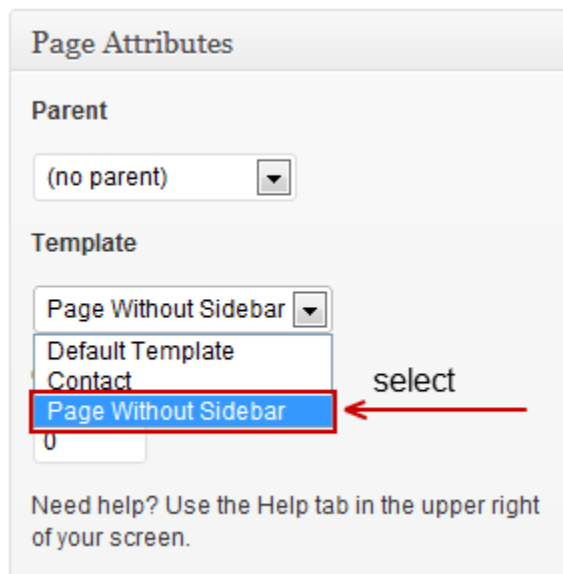 Page Attributes
Parent
(no parent)
Template
Page Without Sidebar
Default Template
Contact
select
Page Without Sidebar
0
Need help? Use the Help tab in the upper right
of your screen.